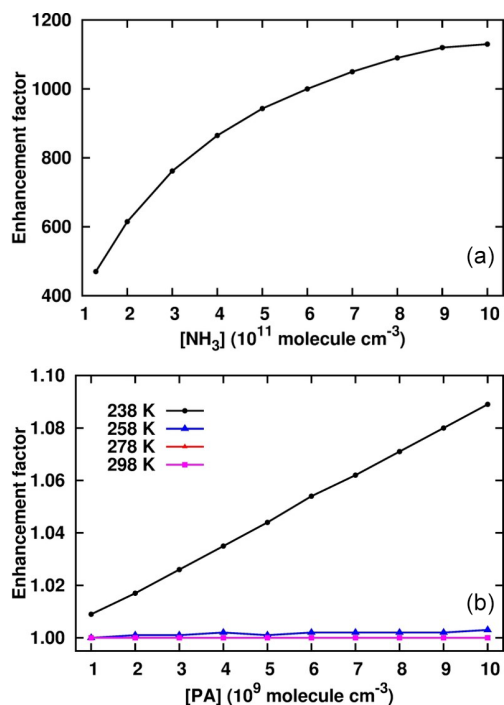 1200
1000
800
600
400
Enhancement factor
(a)
1 2 3 4 5 6 7 8 9 10
[NH3] (10^11 molecule cm^-3)
1.10
1.08
1.06
1.04
1.02
1.00
Enhancement factor
238 K
258 K
278 K
298 K
(b)
1 2 3 4 5 6 7 8 9 10
[PA] (10^9 molecule cm^-3)